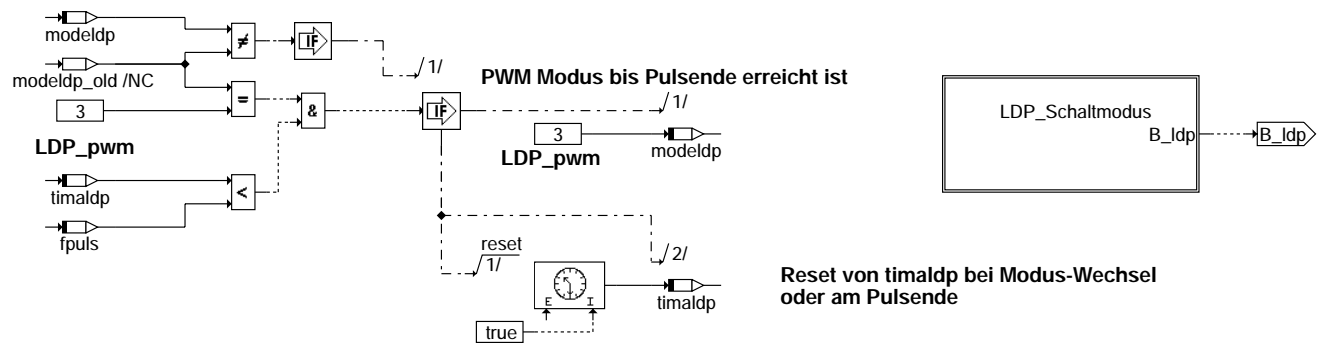 modeldp
modeldp_old /NC
3
LDP_pwm
timaldp
fpuls
≠
=
<
&
IF
1/
IF
PWM Modus bis Pulsende erreicht ist
1/
3
LDP_pwm
modeldp
reset
1/
2/
E I
true
timaldp
Reset von timaldp bei Modus-Wechsel
oder am Pulsende
LDP_Schaltmodus
B_ldp
B_ldp